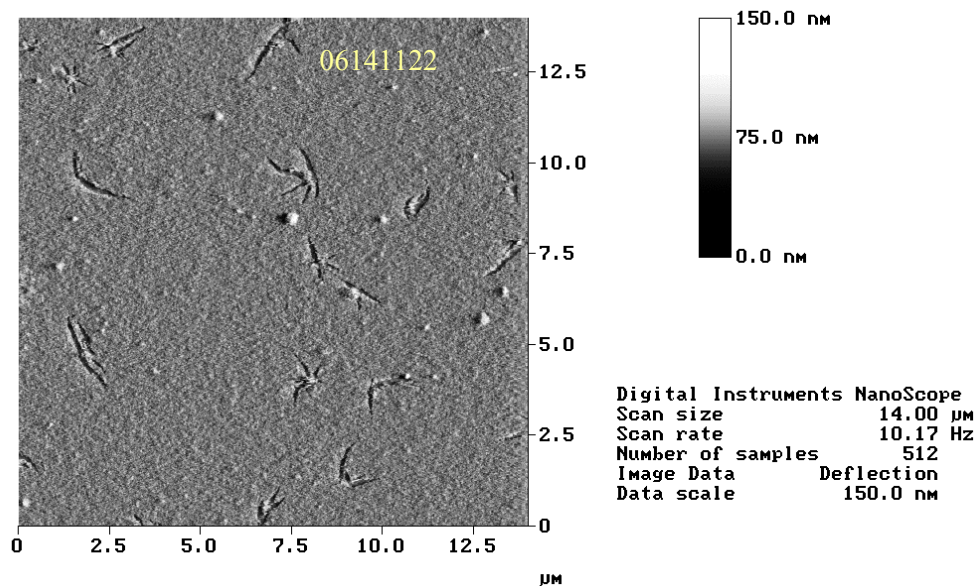 06141122
150.0 nm
75.0 nm
0.0 nm
12.5
10.0
7.5
5.0
2.5
0
0 2.5 5.0 7.5 10.0 12.5
µm
Digital Instruments NanoScope
Scan size 14.00 µm
Scan rate 10.17 Hz
Number of samples 512
Image Data Deflection
Data scale 150.0 nm